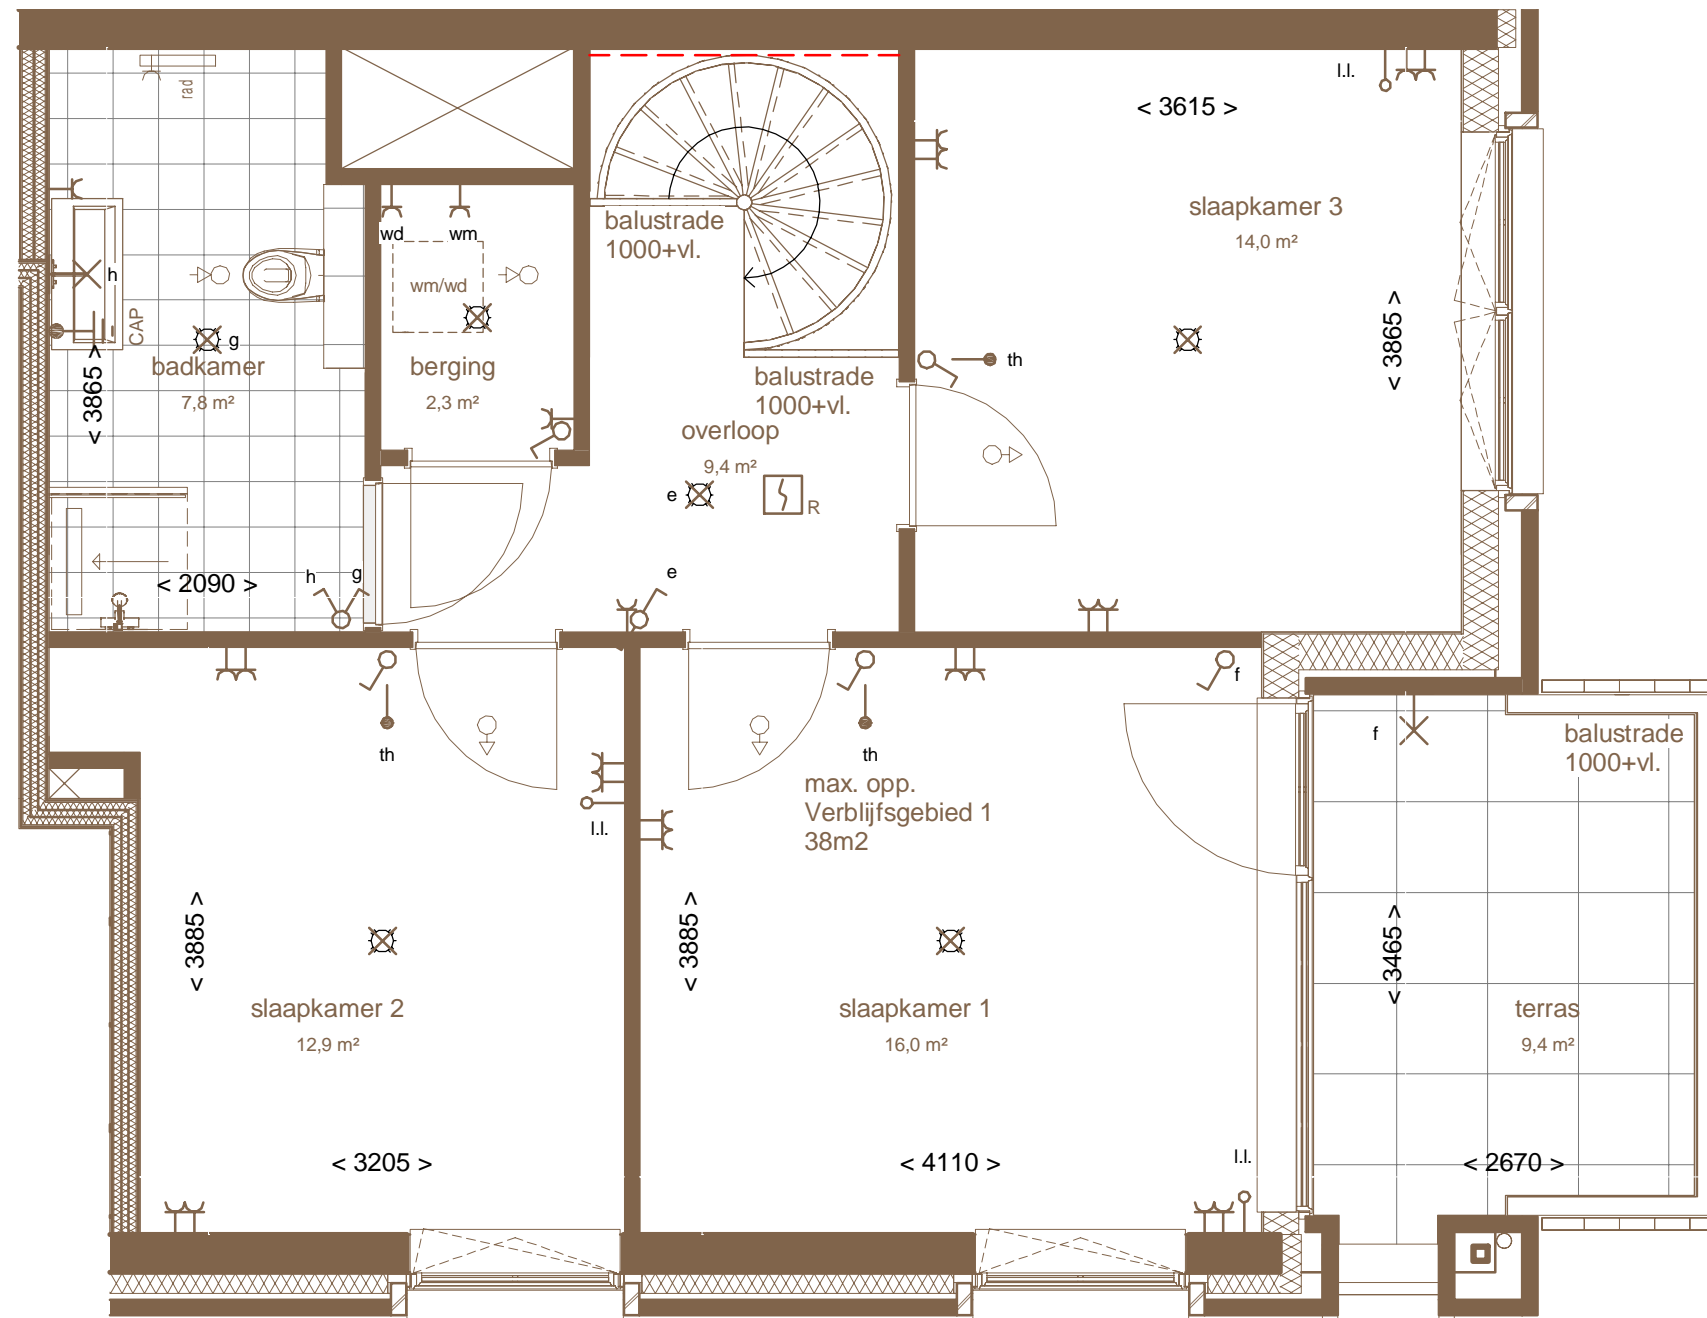 rad
l.l.
< 3615 >
slaapkamer 3
14,0 m²
balustrade
1000+vl.
wd
wm
wm/wd
h
CAP
g
badkamer
7,8 m²
< 3865 >
berging
2,3 m²
balustrade
1000+vl.
th
< 3865 >
overloop
9,4 m²
e
R
< 2090 >
h
g
e
f
th
th
l.l.
max. opp.
Verblijfsgebied 1
38m2
f
balustrade
1000+vl.
< 3885 >
< 3885 >
< 3465 >
slaapkamer 2
12,9 m²
slaapkamer 1
16,0 m²
terras
9,4 m²
< 3205 >
< 4110 >
l.l.
< 2670 >